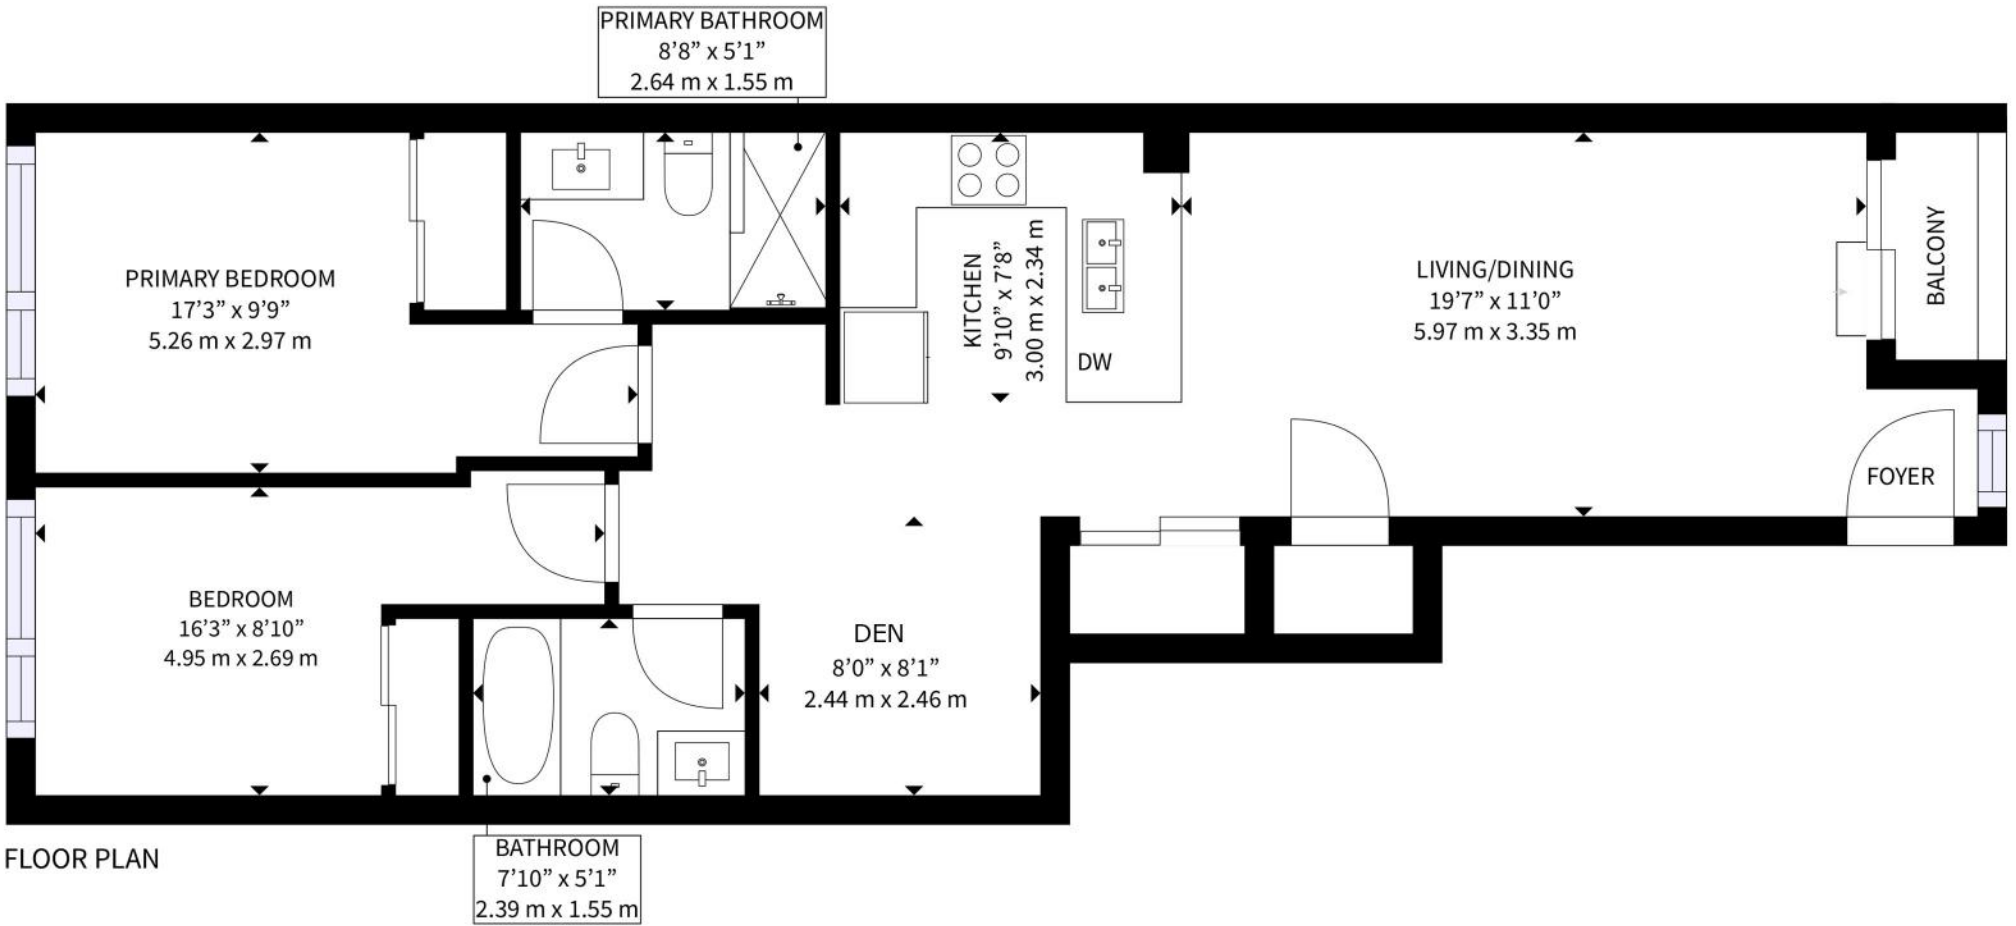 PRIMARY BATHROOM
8’8” x 5’1”
2.64 m x 1.55 m
PRIMARY BEDROOM
17’3” x 9’9”
5.26 m x 2.97 m
KITCHEN
9’10” x 7’8”
3.00 m x 2.34 m
DW
LIVING/DINING
19’7” x 11’0”
5.97 m x 3.35 m
BALCONY
FOYER
BEDROOM
16’3” x 8’10”
4.95 m x 2.69 m
DEN
8’0” x 8’1”
2.44 m x 2.46 m
BATHROOM
7’10” x 5’1”
2.39 m x 1.55 m
FLOOR PLAN